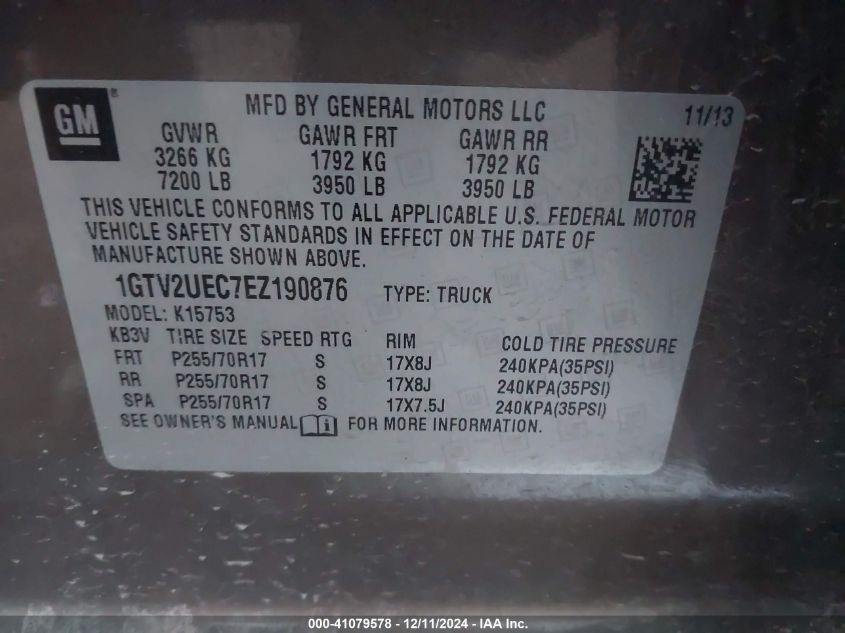 GM®
MFD BY GENERAL MOTORS LLC
11/13
GVWR GAWR FRT GAWR RR
3266 KG 1792 KG 1792 KG
7200 LB 3950 LB 3950 LB
THIS VEHICLE CONFORMS TO ALL APPLICABLE U.S. FEDERAL MOTOR
VEHICLE SAFETY STANDARDS IN EFFECT ON THE DATE OF
MANUFACTURE SHOWN ABOVE.
1GTV2UEC7EZ190876 TYPE: TRUCK
MODEL: K15753
KB3V TIRE SIZE SPEED RTG RIM COLD TIRE PRESSURE
FRT P255/70R17 S 17X8J 240KPA(35PSI)
RR P255/70R17 S 17X8J 240KPA(35PSI)
SPA P255/70R17 S 17X7.5J 240KPA(35PSI)
SEE OWNER'S MANUAL i FOR MORE INFORMATION.
000-41079578 - 12/11/2024 - IAA Inc.